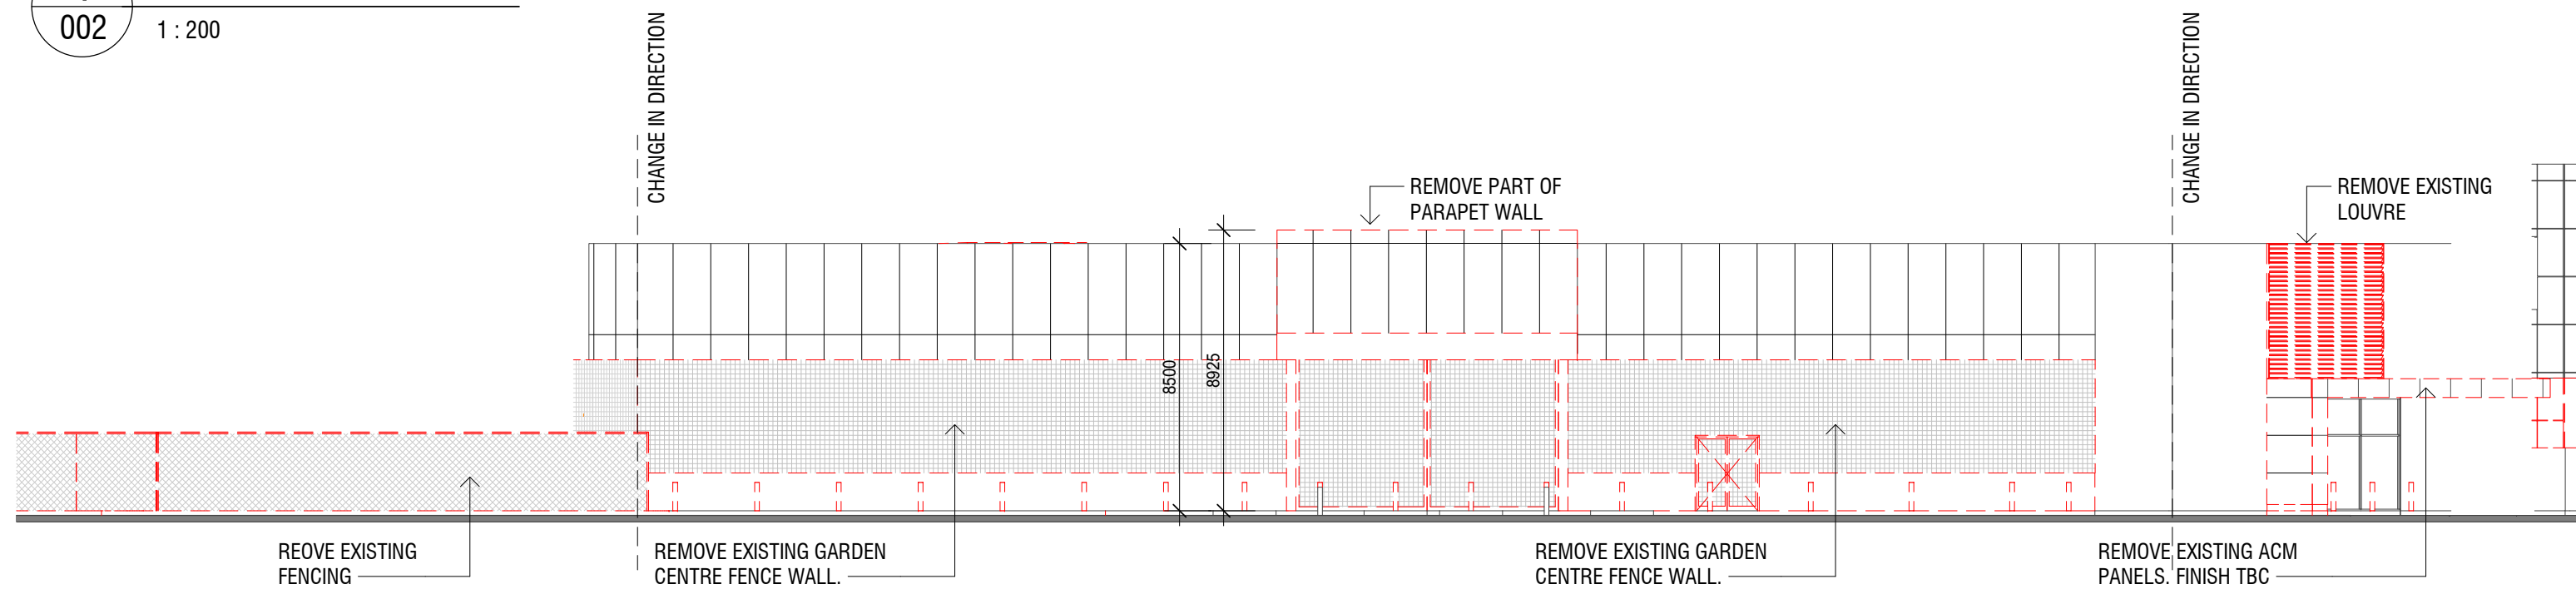 002
1 : 200
CHANGE IN DIRECTION
CHANGE IN DIRECTION
REMOVE PART OF
PARAPET WALL
REMOVE EXISTING
LOUVRE
8500
8925
REOVE EXISTING
FENCING
REMOVE EXISTING GARDEN
CENTRE FENCE WALL.
REMOVE EXISTING GARDEN
CENTRE FENCE WALL.
REMOVE EXISTING ACM
PANELS. FINISH TBC